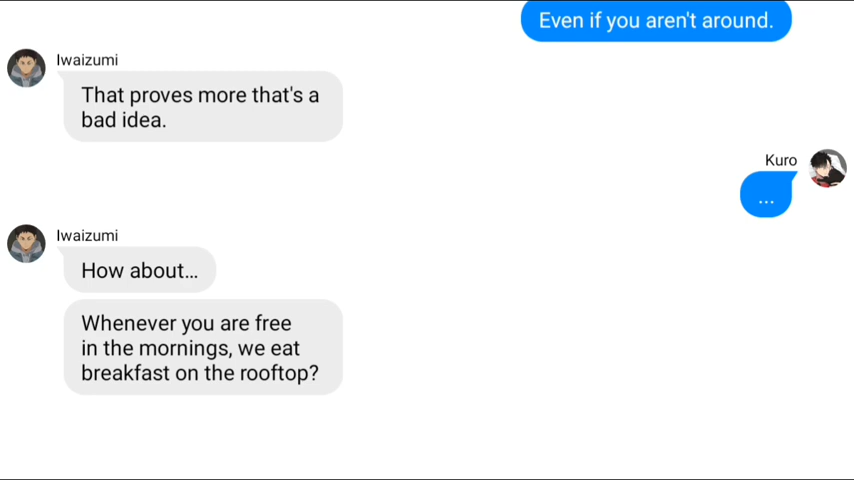 Even if you aren't around.
Iwaizumi
That proves more that's a
bad idea.
Kuro
...
Iwaizumi
How about...
Whenever you are free
in the mornings, we eat
breakfast on the rooftop?